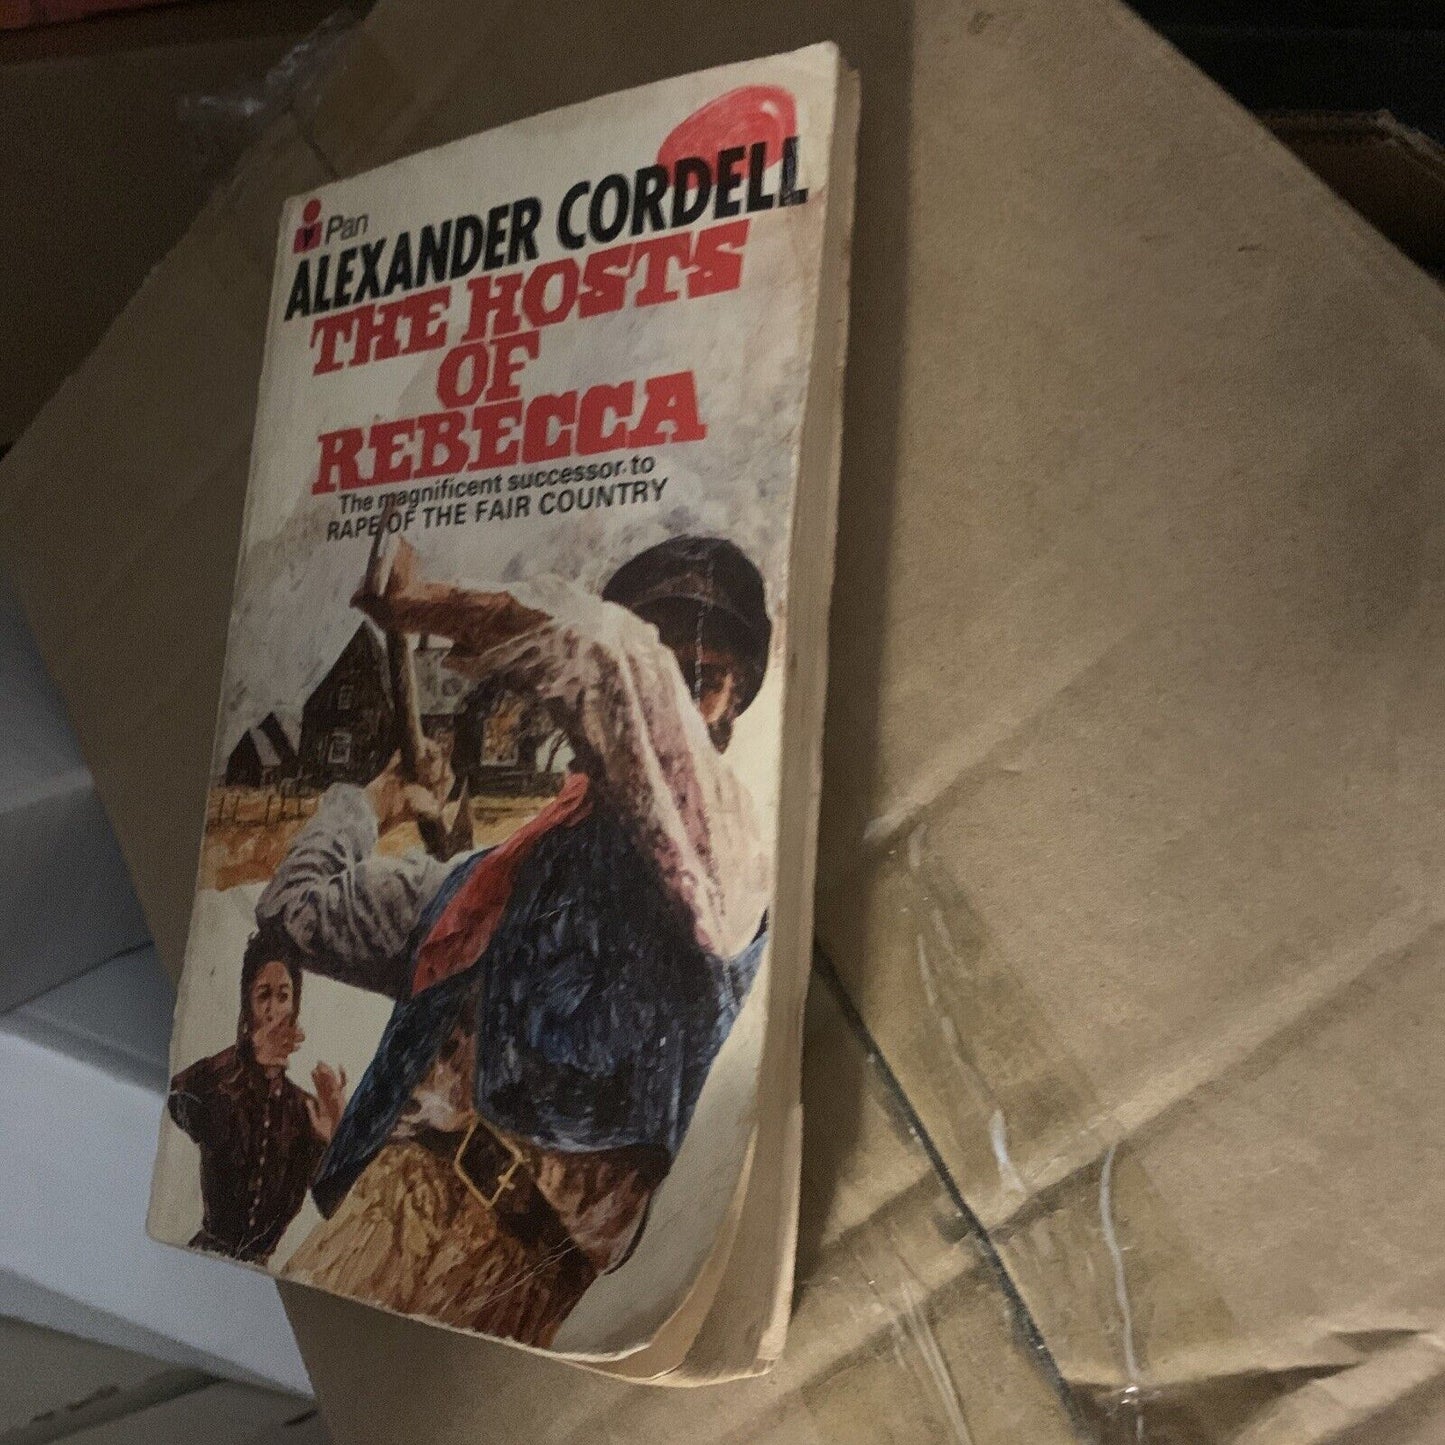 Pan
ALEXANDER CORDELL
THE HOSTS
OF
REBECCA
The magnificent successor to
RAPE OF THE FAIR COUNTRY